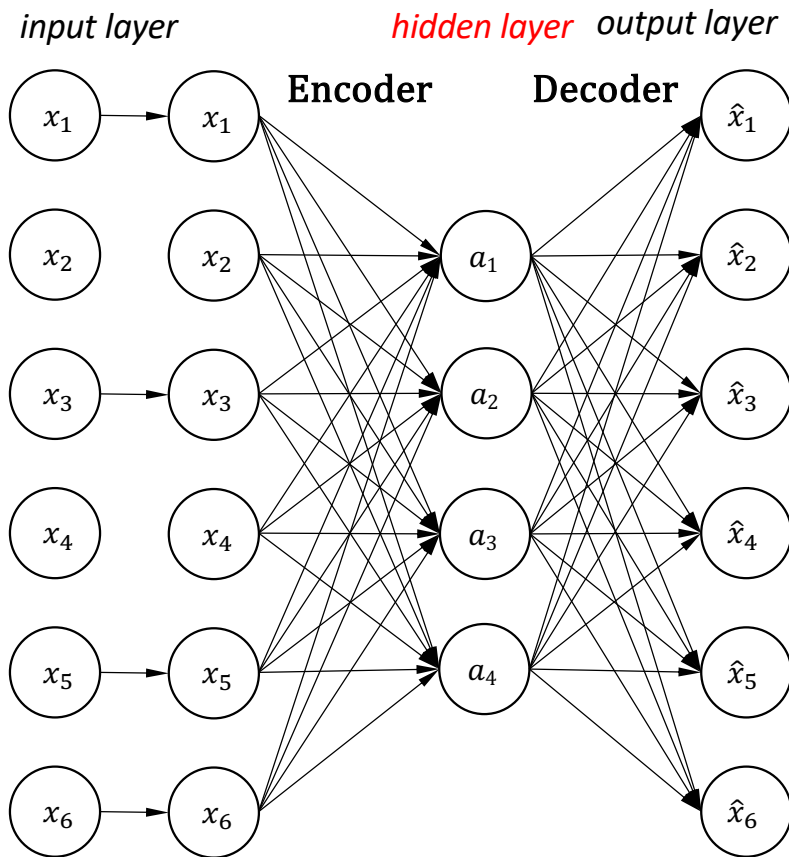 input layer hidden layer output layer
Encoder Decoder
x₁ x₁ x̂₁
x₂ x₂ a₁ x̂₂
x₃ x₃ a₂ x̂₃
x₄ x₄ a₃ x̂₄
x₅ x₅ a₄ x̂₅
x₆ x₆ x̂₆